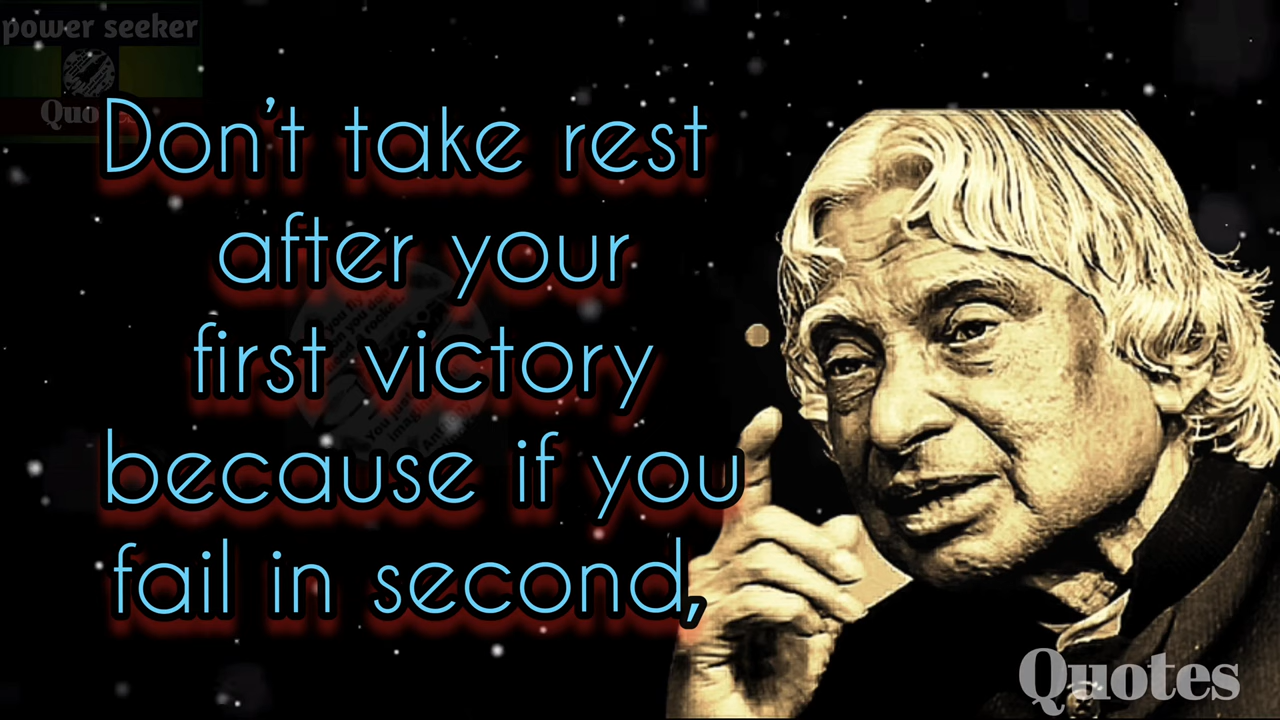 power seeker
Quo
Don't take rest
after your
first victory
because if you
fail in second,
Quotes